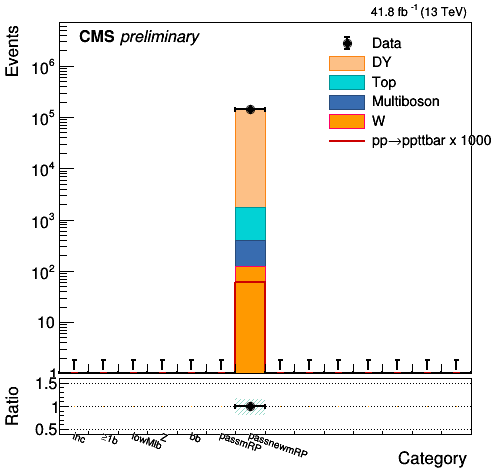 41.8 fb⁻¹ (13 TeV)
CMS preliminary
Events
Data
DY
Top
Multiboson
W
pp→ppttbar x 1000
10⁶
10⁵
10⁴
10³
10²
10
1
Ratio
1.5
1
0.5
inc
≥1b
lowMlb
Z
bb
passmRP
passnewmRP
Category